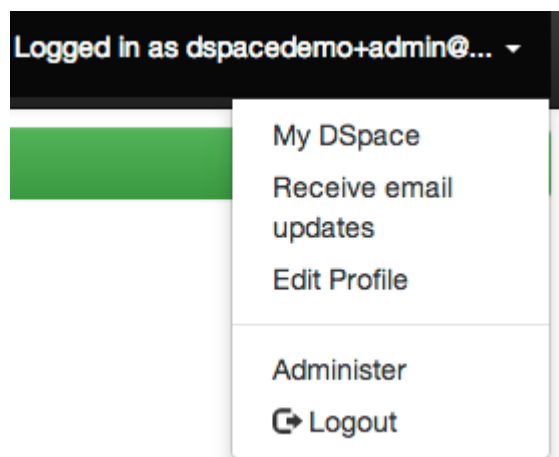 Logged in as dspacedemo+admin@...
My DSpace
Receive email
updates
Edit Profile
Administer
Logout